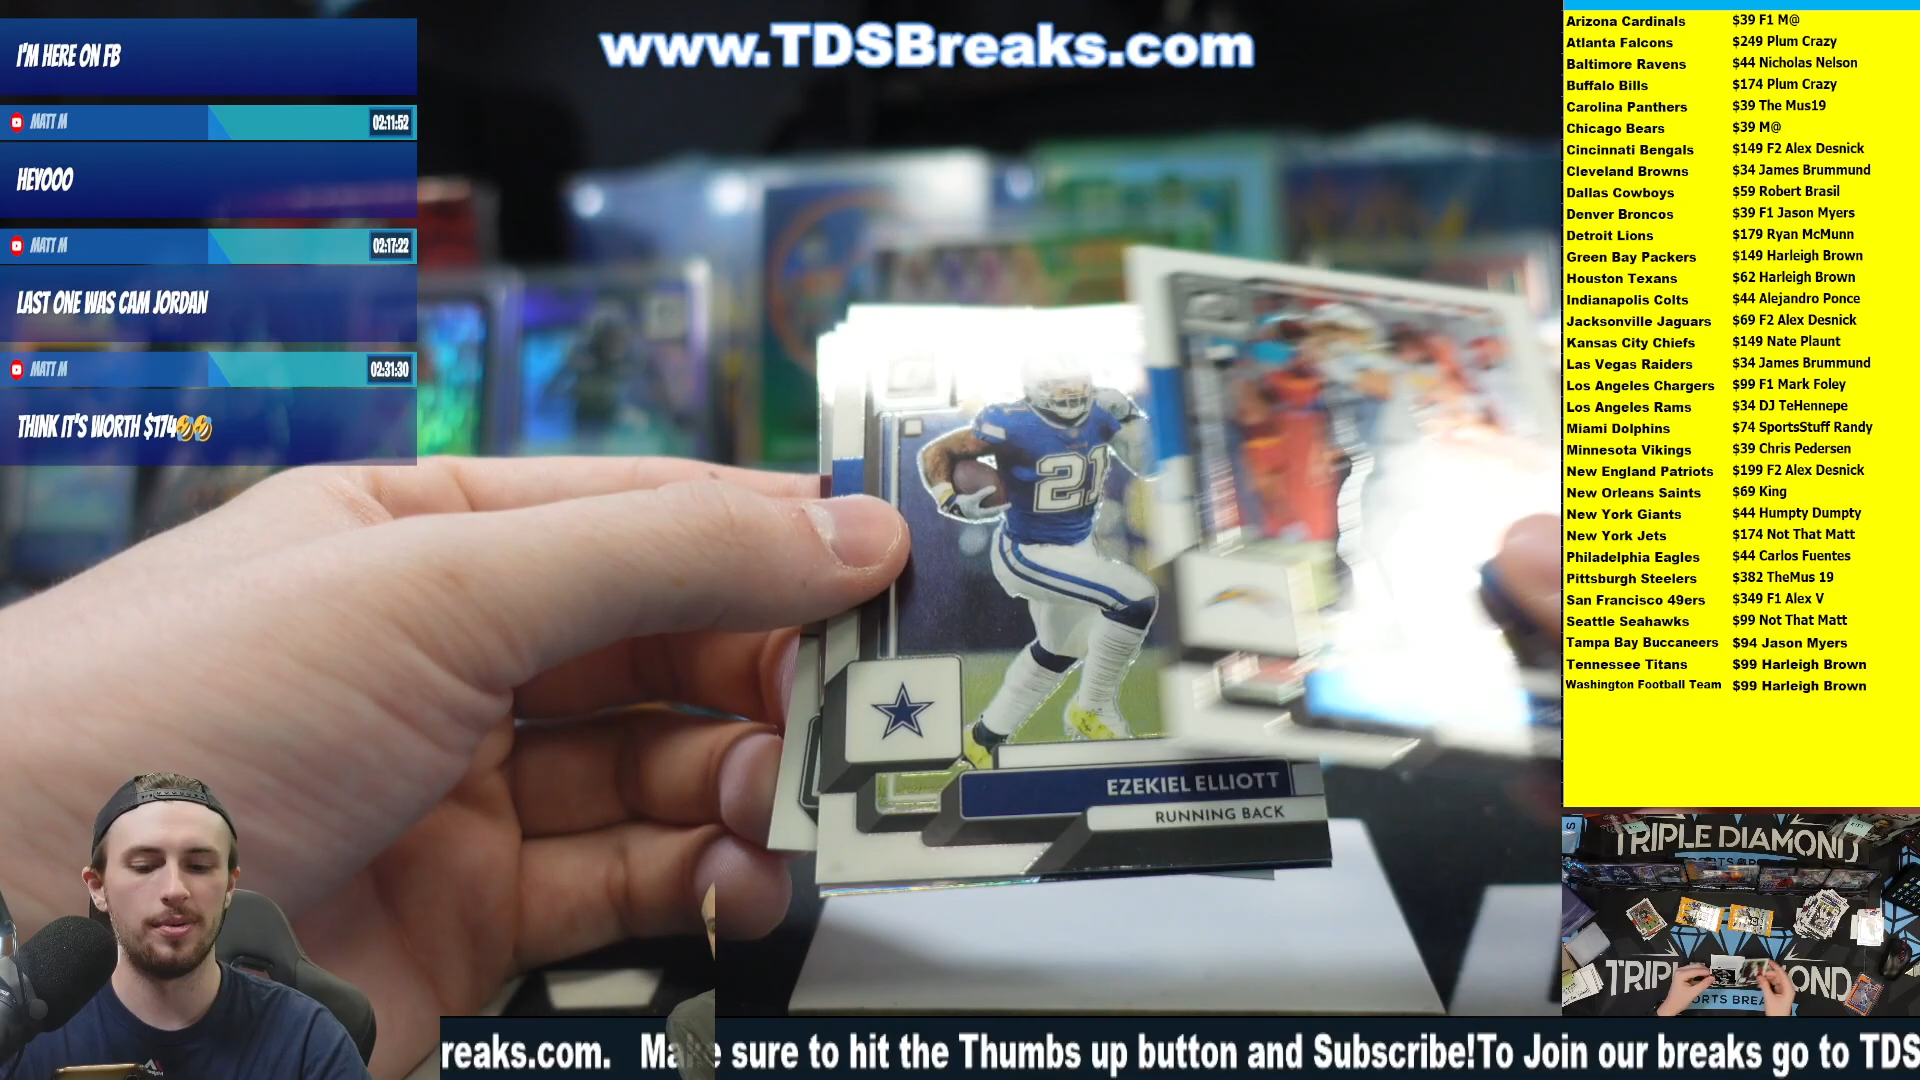 I'M HERE ON FB
MATT M 02:11:52
HEYOOO
MATT M 02:17:22
LAST ONE WAS CAM JORDAN
MATT M 02:31:30
THINK IT'S WORTH $174🤣🤣
www.TDSBreaks.com
21
EZEKIEL ELLIOTT
RUNNING BACK
Arizona Cardinals $39 F1 M@
Atlanta Falcons $249 Plum Crazy
Baltimore Ravens $44 Nicholas Nelson
Buffalo Bills $174 Plum Crazy
Carolina Panthers $39 The Mus19
Chicago Bears $39 M@
Cincinnati Bengals $149 F2 Alex Desnick
Cleveland Browns $34 James Brummund
Dallas Cowboys $59 Robert Brasil
Denver Broncos $39 F1 Jason Myers
Detroit Lions $179 Ryan McMunn
Green Bay Packers $149 Harleigh Brown
Houston Texans $62 Harleigh Brown
Indianapolis Colts $44 Alejandro Ponce
Jacksonville Jaguars $69 F2 Alex Desnick
Kansas City Chiefs $149 Nate Plaunt
Las Vegas Raiders $34 James Brummund
Los Angeles Chargers $99 F1 Mark Foley
Los Angeles Rams $34 DJ TeHennepe
Miami Dolphins $74 SportsStuff Randy
Minnesota Vikings $39 Chris Pedersen
New England Patriots $199 F2 Alex Desnick
New Orleans Saints $69 King
New York Giants $44 Humpty Dumpty
New York Jets $174 Not That Matt
Philadelphia Eagles $44 Carlos Fuentes
Pittsburgh Steelers $382 TheMus 19
San Francisco 49ers $349 F1 Alex V
Seattle Seahawks $99 Not That Matt
Tampa Bay Buccaneers $94 Jason Myers
Tennessee Titans $99 Harleigh Brown
Washington Football Team $99 Harleigh Brown
TRIPLE DIAMOND
TRIPL OND
ORTS BREA
reaks.com. Make sure to hit the Thumbs up button and Subscribe!To Join our breaks go to TDS